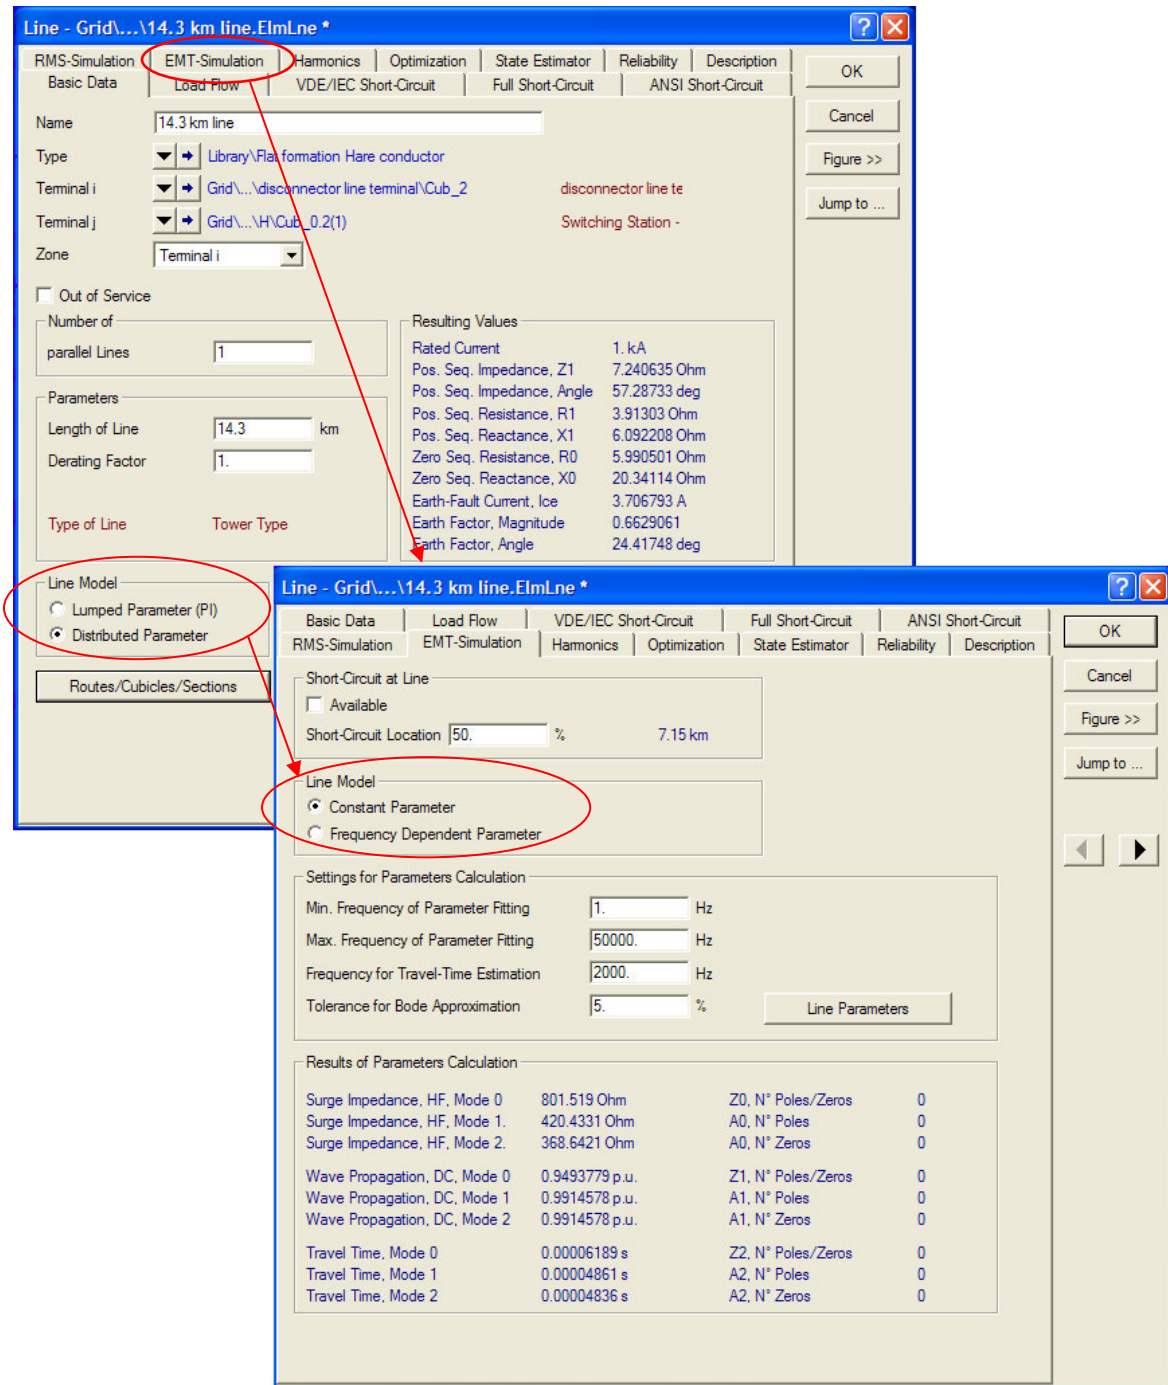 Line - Grid\...\14.3 km line.ElmLne *
RMS-Simulation EMT-Simulation Harmonics Optimization State Estimator Reliability Description
Basic Data Load Flow VDE/IEC Short-Circuit Full Short-Circuit ANSI Short-Circuit
OK
Cancel
Figure >>
Jump to ...
Name 14.3 km line
Type Library\Flat formation Hare conductor
Terminal i Grid\...\disconnector line terminal\Cub_2 disconnector line te
Terminal j Grid\...\H\Cub_0.2(1) Switching Station -
Zone Terminal i
Out of Service
Number of
parallel Lines 1
Parameters
Length of Line 14.3 km
Derating Factor 1.
Type of Line Tower Type
Resulting Values
Rated Current 1. kA
Pos. Seq. Impedance, Z1 7.240635 Ohm
Pos. Seq. Impedance, Angle 57.28733 deg
Pos. Seq. Resistance, R1 3.91303 Ohm
Pos. Seq. Reactance, X1 6.092208 Ohm
Zero Seq. Resistance, R0 5.990501 Ohm
Zero Seq. Reactance, X0 20.34114 Ohm
Earth-Fault Current, Ice 3.706793 A
Earth Factor, Magnitude 0.6629061
Earth Factor, Angle 24.41748 deg
Line Model
Lumped Parameter (PI)
Distributed Parameter
Routes/Cubicles/Sections
Line - Grid\...\14.3 km line.ElmLne *
Basic Data Load Flow VDE/IEC Short-Circuit Full Short-Circuit ANSI Short-Circuit
RMS-Simulation EMT-Simulation Harmonics Optimization State Estimator Reliability Description
OK
Cancel
Figure >>
Jump to ...
Short-Circuit at Line
Available
Short-Circuit Location 50. % 7.15 km
Line Model
Constant Parameter
Frequency Dependent Parameter
Settings for Parameters Calculation
Min. Frequency of Parameter Fitting 1. Hz
Max. Frequency of Parameter Fitting 50000. Hz
Frequency for Travel-Time Estimation 2000. Hz
Tolerance for Bode Approximation 5. % Line Parameters
Results of Parameters Calculation
Surge Impedance, HF, Mode 0 801.519 Ohm Z0, N° Poles/Zeros 0
Surge Impedance, HF, Mode 1. 420.4331 Ohm A0, N° Poles 0
Surge Impedance, HF, Mode 2. 368.6421 Ohm A0, N° Zeros 0
Wave Propagation, DC, Mode 0 0.9493779 p.u. Z1, N° Poles/Zeros 0
Wave Propagation, DC, Mode 1 0.9914578 p.u. A1, N° Poles 0
Wave Propagation, DC, Mode 2 0.9914578 p.u. A1, N° Zeros 0
Travel Time, Mode 0 0.00006189 s Z2, N° Poles/Zeros 0
Travel Time, Mode 1 0.00004861 s A2, N° Poles 0
Travel Time, Mode 2 0.00004836 s A2, N° Zeros 0